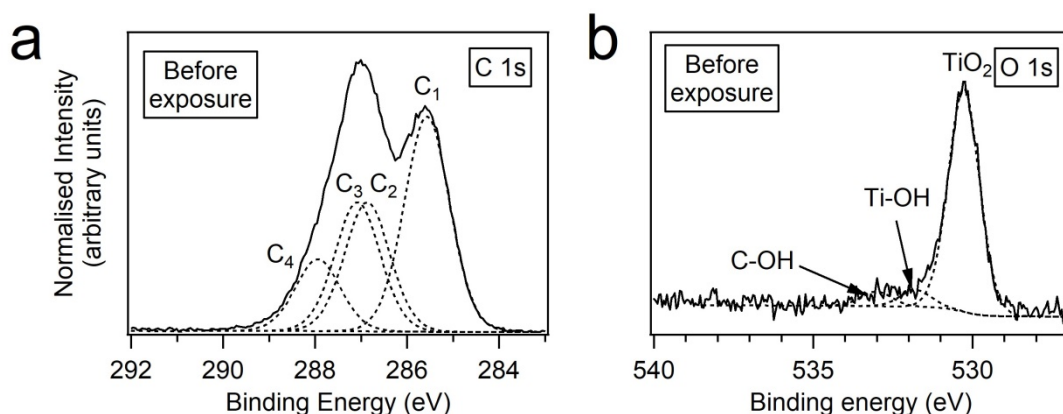 a
Before
exposure
C 1s
C₁
C₃
C₂
C₄
Normalised Intensity
(arbitrary units)
292
290
288
286
284
Binding Energy (eV)
b
Before
exposure
TiO₂
O 1s
Ti-OH
C-OH
540
535
530
Binding energy (eV)